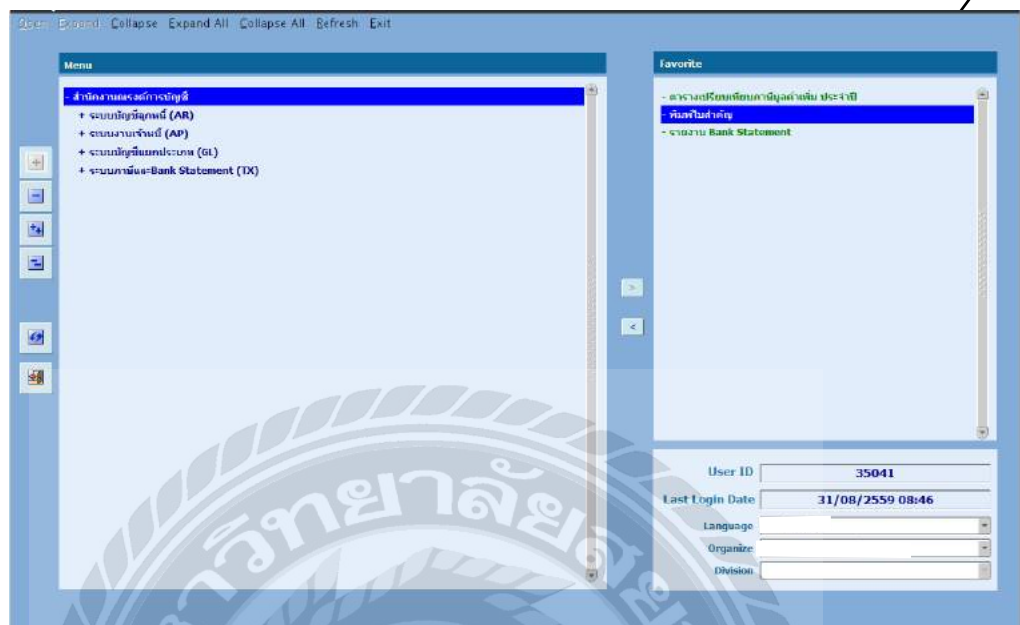 Open Expand Collapse Expand All Collapse All Refresh Exit
Menu
- สำนักงานณรงค์การบัญชี
+ ระบบบัญชีลูกหนี้ (AR)
+ ระบบงานเจ้าหนี้ (AP)
+ ระบบบัญชีแยกประเภท (GL)
+ ระบบภาษีและBank Statement (TX)
Favorite
- ตารางเปรียบเทียบภาษีมูลค่าเพิ่ม ประจำปี
- พิมพ์ใบสำคัญ
- รายงาน Bank Statement
>
<
User ID 35041
Last Login Date 31/08/2559 08:46
Language
Organize
Division